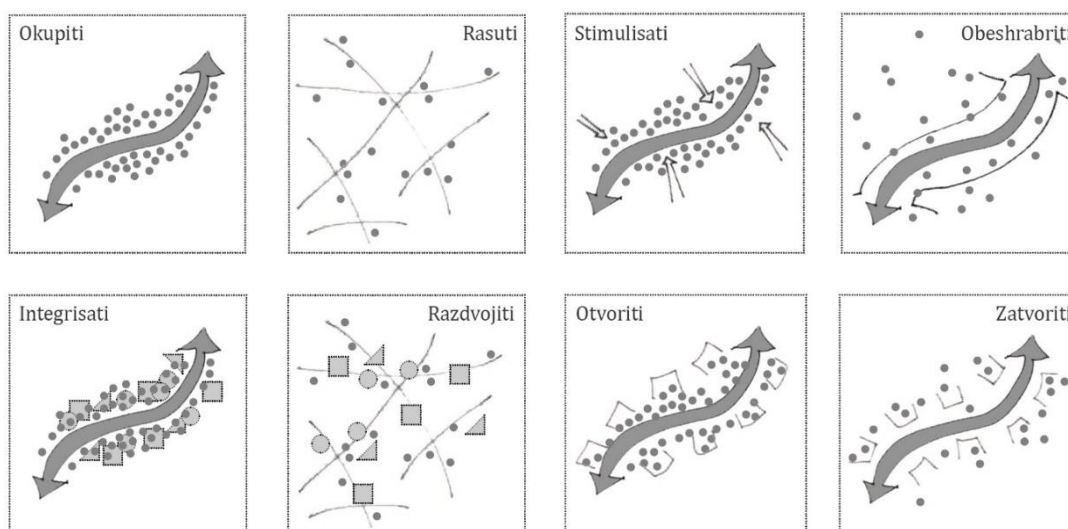 Okupiti
Rasuti
Stimulisati
Obeshrabriti
Integrisati
Razdvojiti
Otvoriti
Zatvoriti